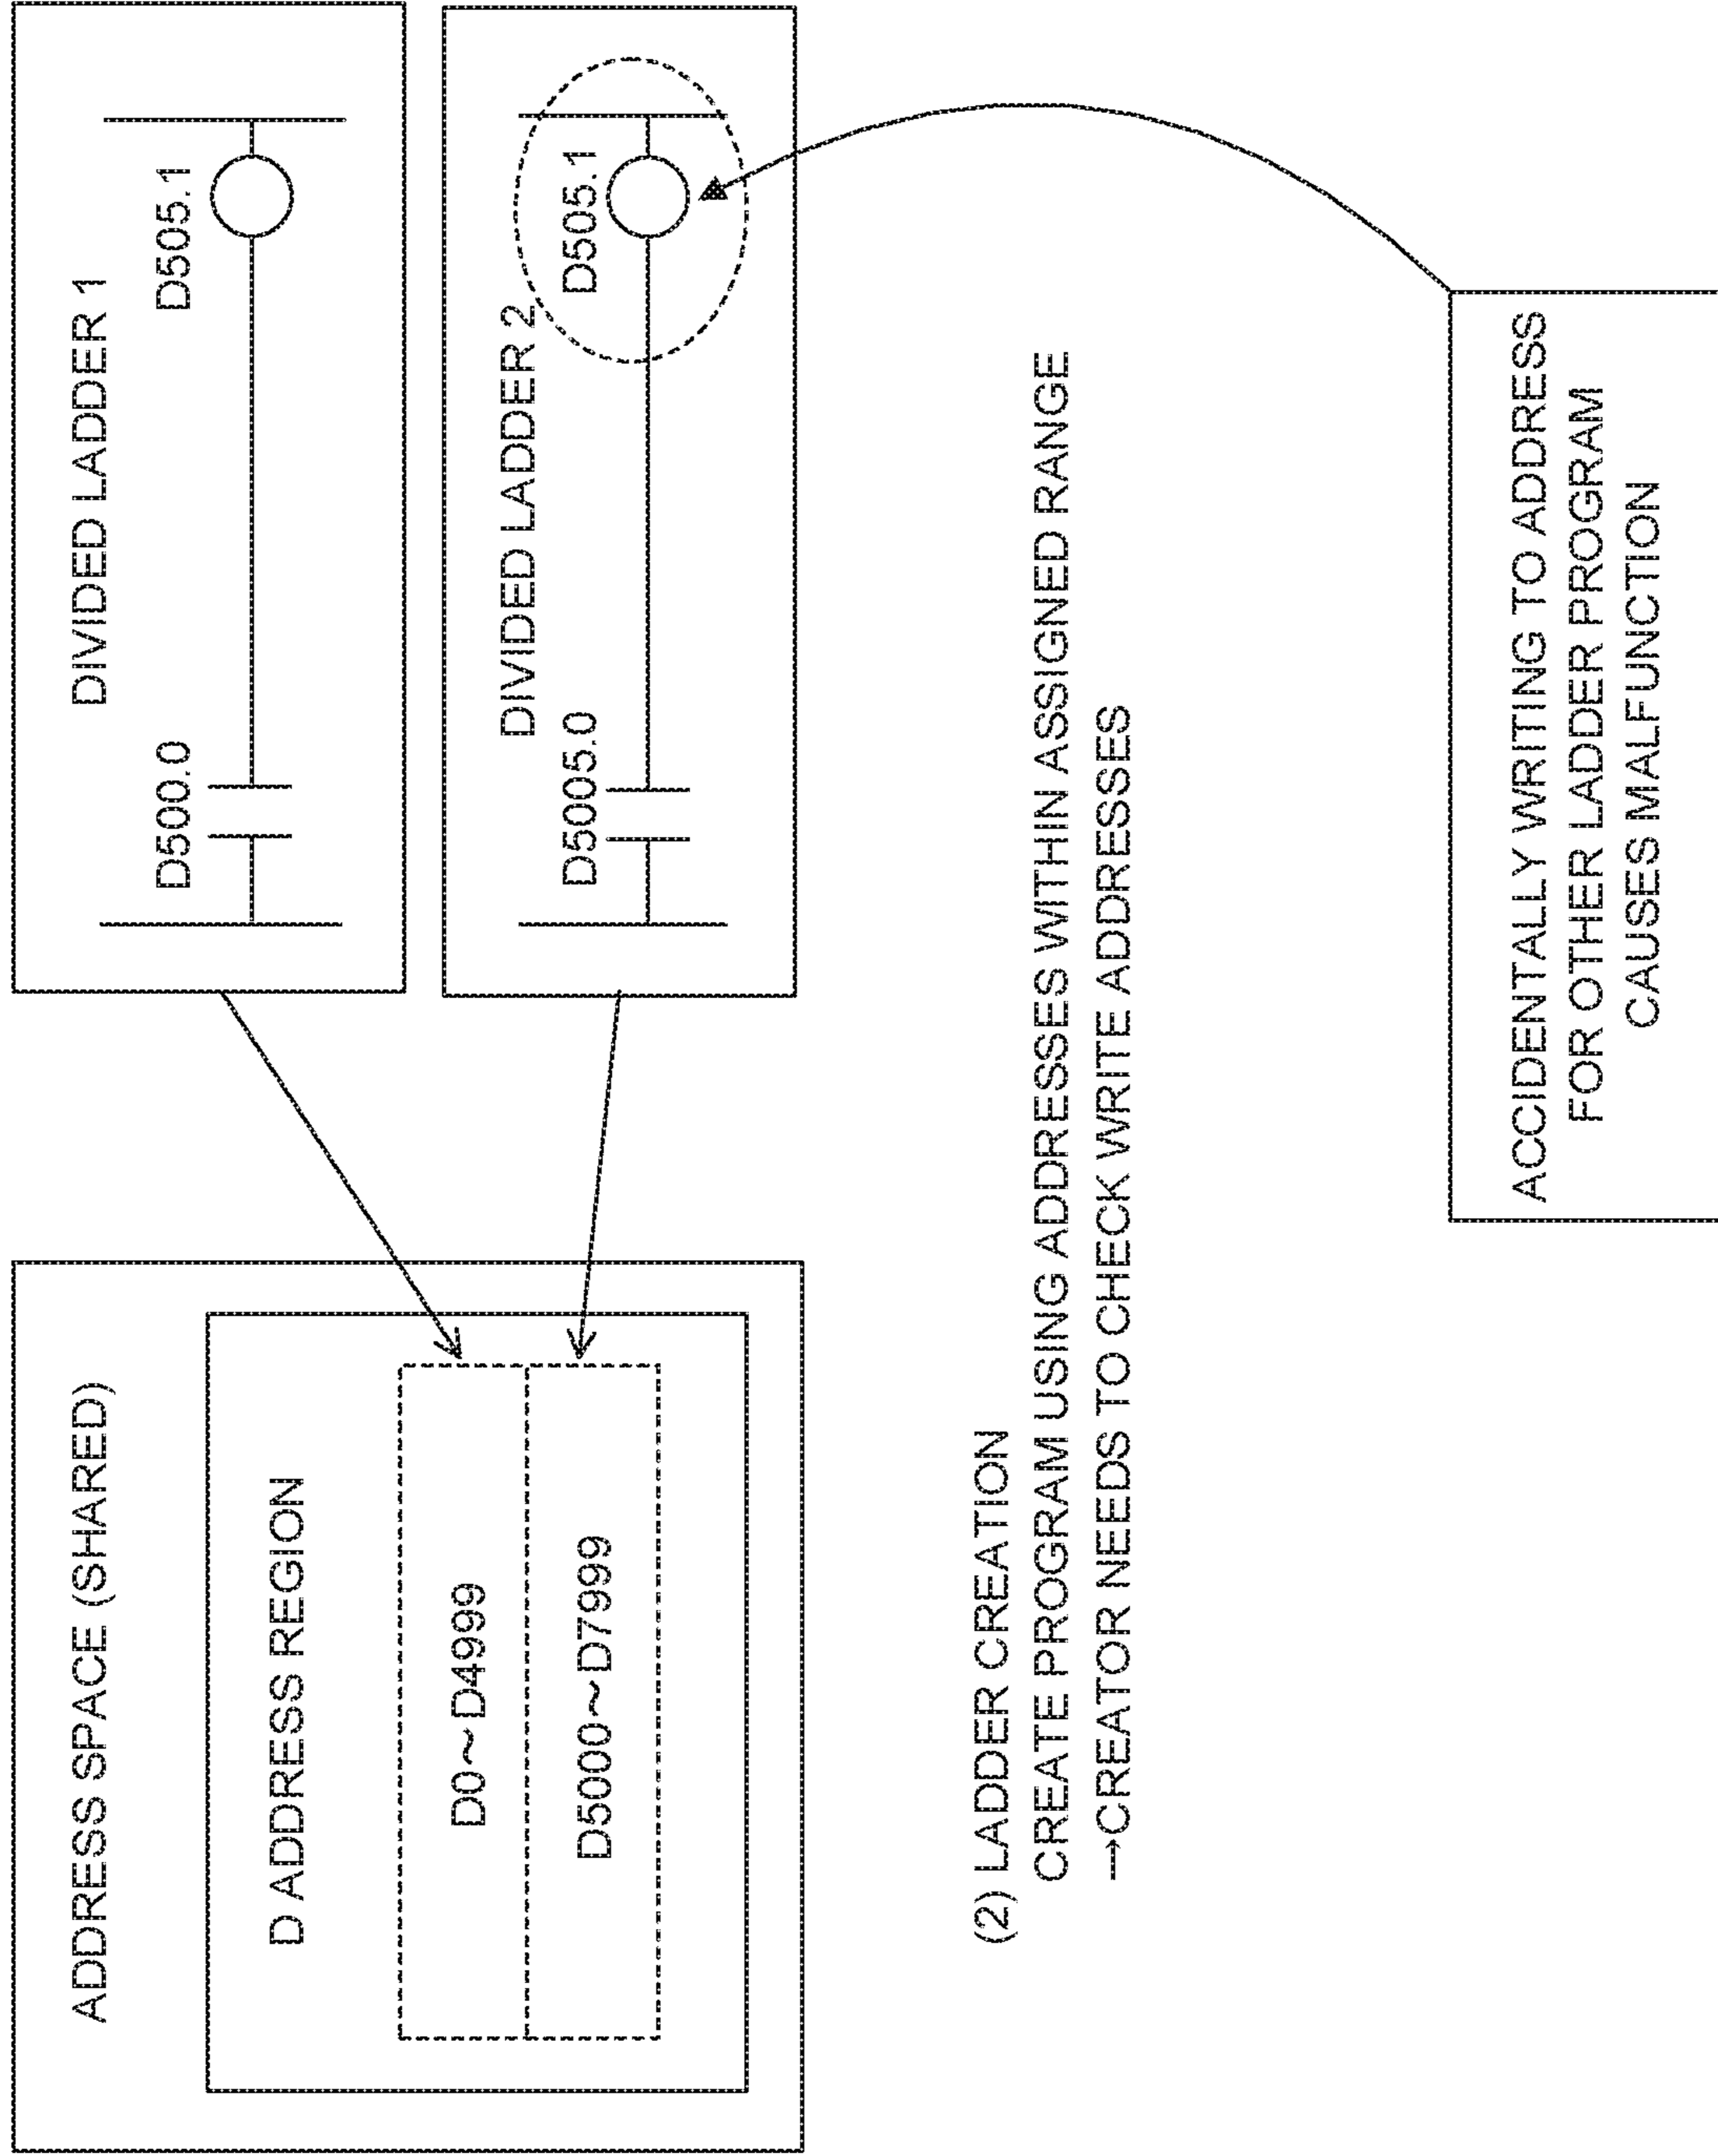 ADDRESS SPACE (SHARED)
D ADDRESS REGION
D0~D4999
D5000~D7999
DIVIDED LADDER 1
D500.0
D505.1
DIVIDED LADDER 2
D5005.0
D505.1
(2) LADDER CREATION
CREATE PROGRAM USING ADDRESSES WITHIN ASSIGNED RANGE
→CREATOR NEEDS TO CHECK WRITE ADDRESSES
ACCIDENTALLY WRITING TO ADDRESS
FOR OTHER LADDER PROGRAM
CAUSES MALFUNCTION